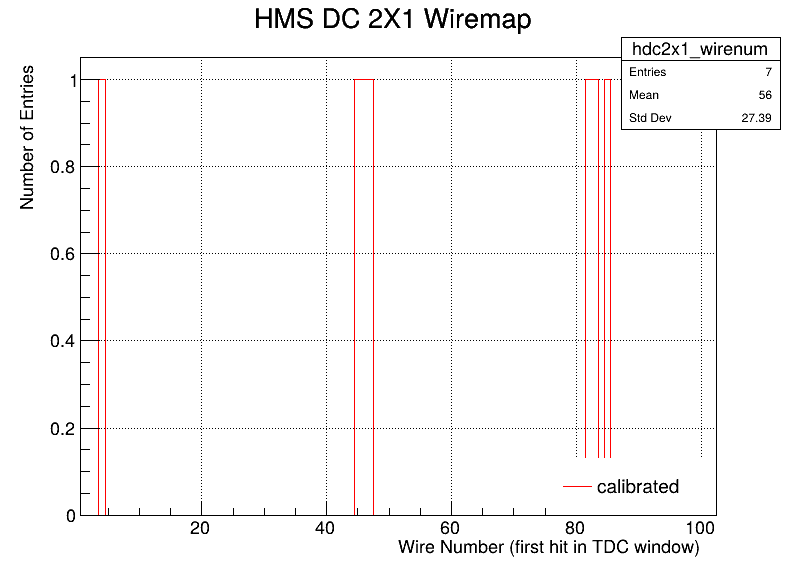 HMS DC 2X1 Wiremap
hdc2x1_wirenum
Entries 7
Mean 56
Std Dev 27.39
Number of Entries
1
0.8
0.6
0.4
0.2
0
calibrated
20 40 60 80 100
Wire Number (first hit in TDC window)